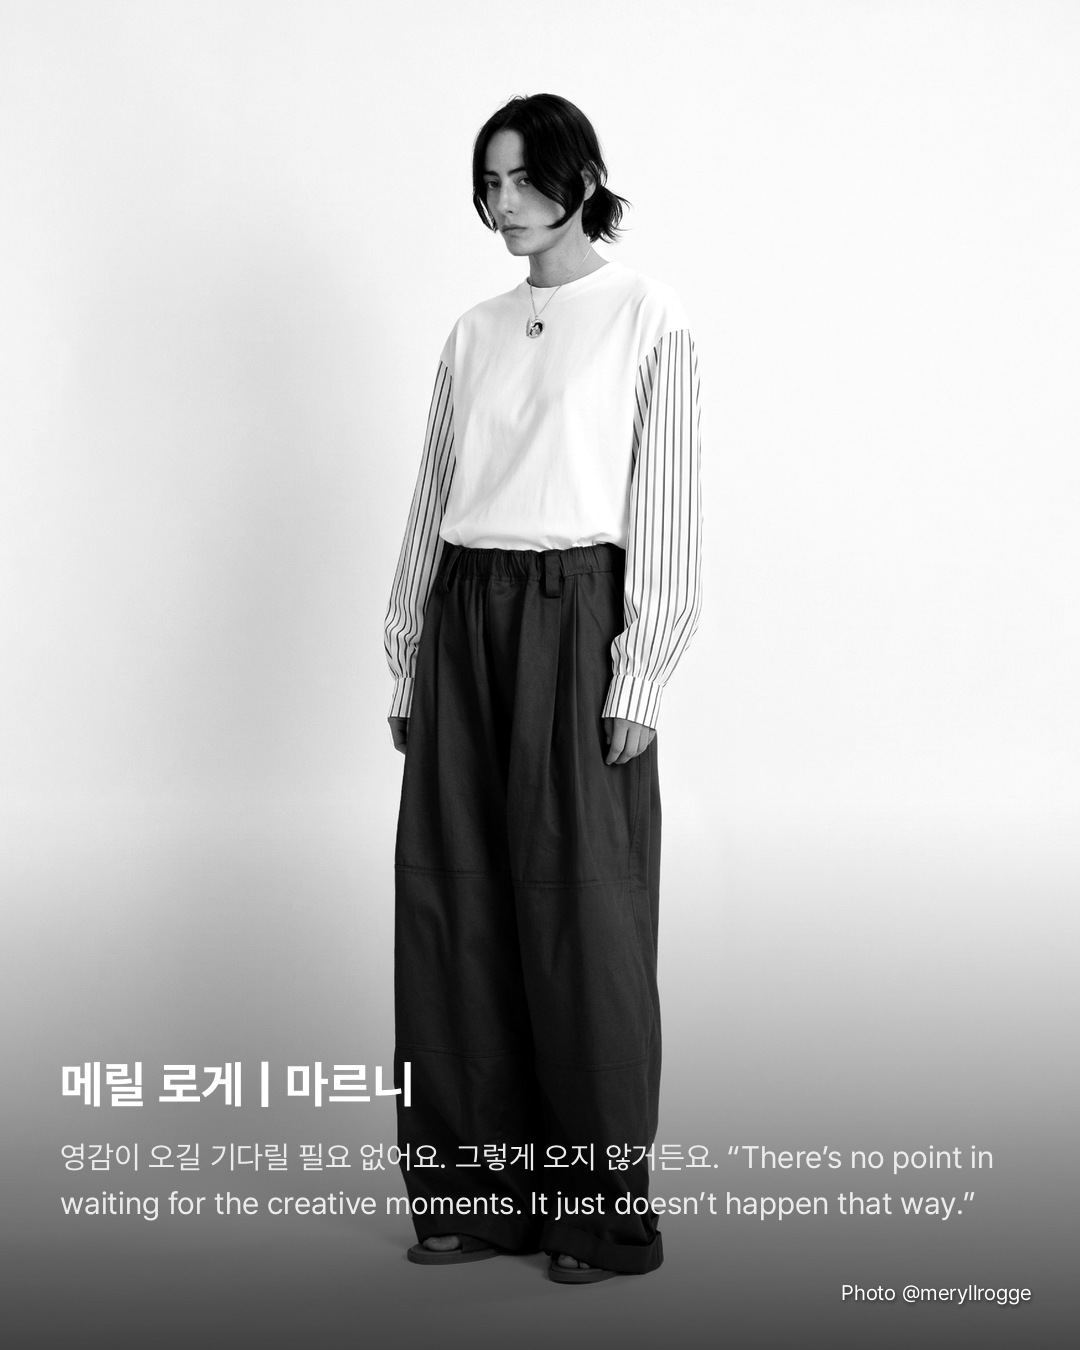 메릴 로게 | 마르니
영감이 오길 기다릴 필요 없어요. 그렇게 오지 않거든요. “There’s no point in
waiting for the creative moments. It just doesn’t happen that way.”
Photo @meryllrogge